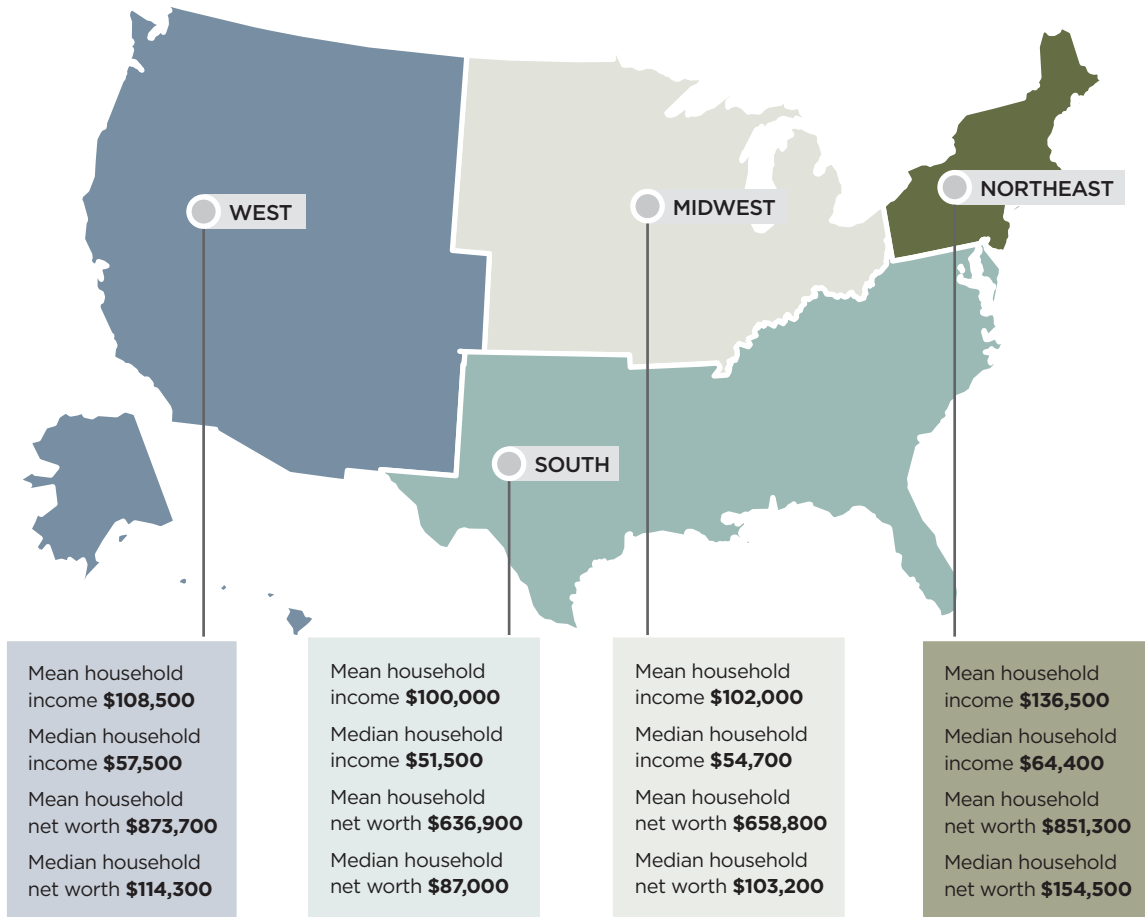 WEST
MIDWEST
NORTHEAST
SOUTH
Mean household
income $108,500
Median household
income $57,500
Mean household
net worth $873,700
Median household
net worth $114,300
Mean household
income $100,000
Median household
income $51,500
Mean household
net worth $636,900
Median household
net worth $87,000
Mean household
income $102,000
Median household
income $54,700
Mean household
net worth $658,800
Median household
net worth $103,200
Mean household
income $136,500
Median household
income $64,400
Mean household
net worth $851,300
Median household
net worth $154,500